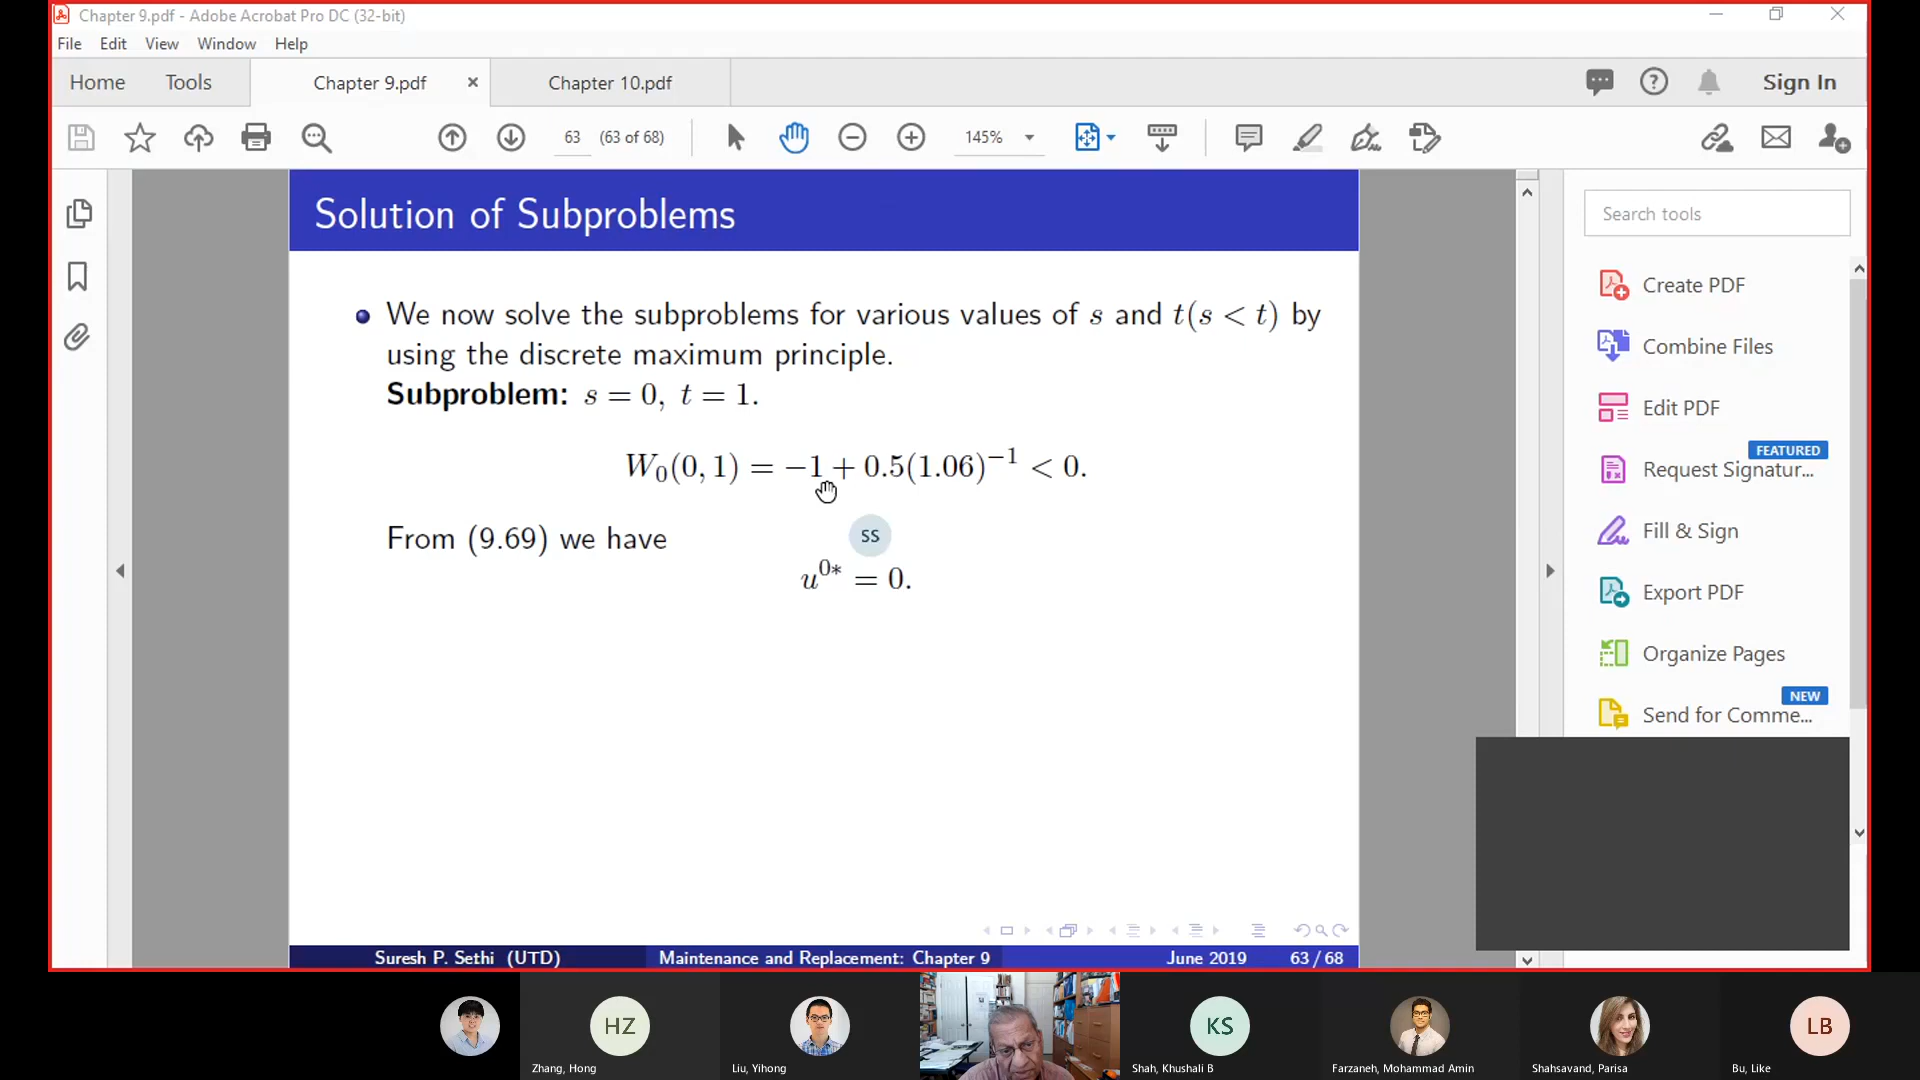 Chapter 9.pdf - Adobe Acrobat Pro DC (32-bit)
File Edit View Window Help
Home Tools Chapter 9.pdf × Chapter 10.pdf Sign In
63 (63 of 68) 145%
Solution of Subproblems
We now solve the subproblems for various values of s and t(s < t) by
using the discrete maximum principle.
Subproblem: s = 0, t = 1.
W₀(0, 1) = −1 + 0.5(1.06)⁻¹ < 0.
From (9.69) we have
SS
u⁰* = 0.
Suresh P. Sethi (UTD) Maintenance and Replacement: Chapter 9 June 2019 63 / 68
Search tools
Create PDF
Combine Files
Edit PDF
FEATURED
Request Signatur...
Fill & Sign
Export PDF
Organize Pages
NEW
Send for Comme...
HZ
KS
LB
Zhang, Hong
Liu, Yihong
Shah, Khushali B
Farzaneh, Mohammad Amin
Shahsavand, Parisa
Bu, Like